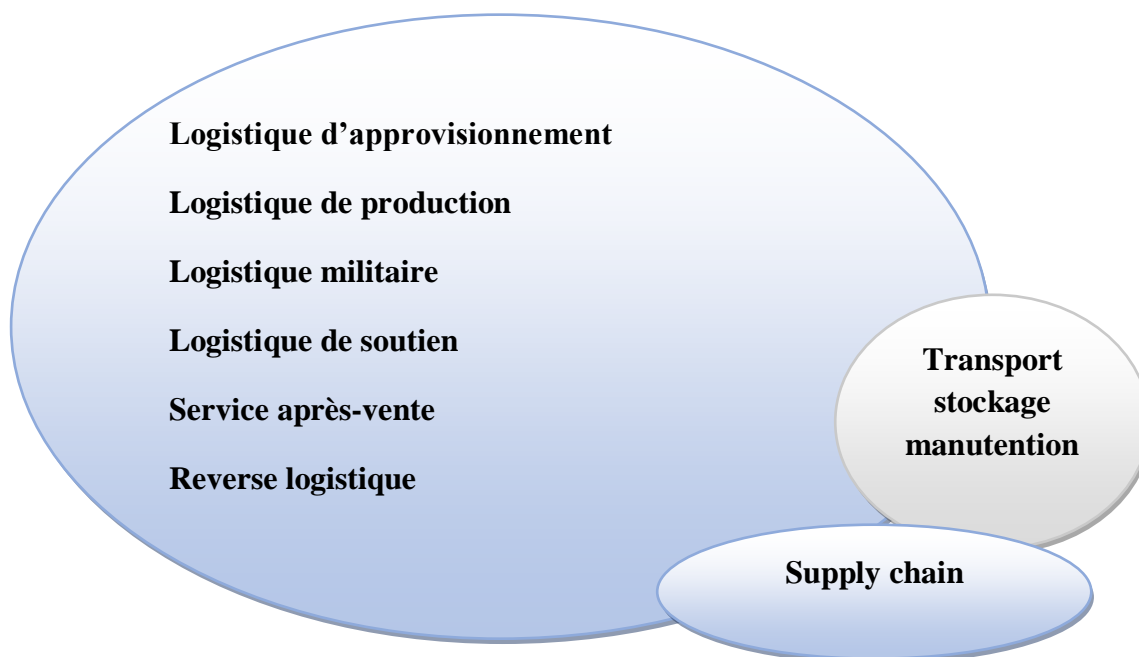 Logistique d’approvisionnement
Logistique de production
Logistique militaire
Logistique de soutien
Service après-vente
Reverse logistique
Transport
stockage
manutention
Supply chain